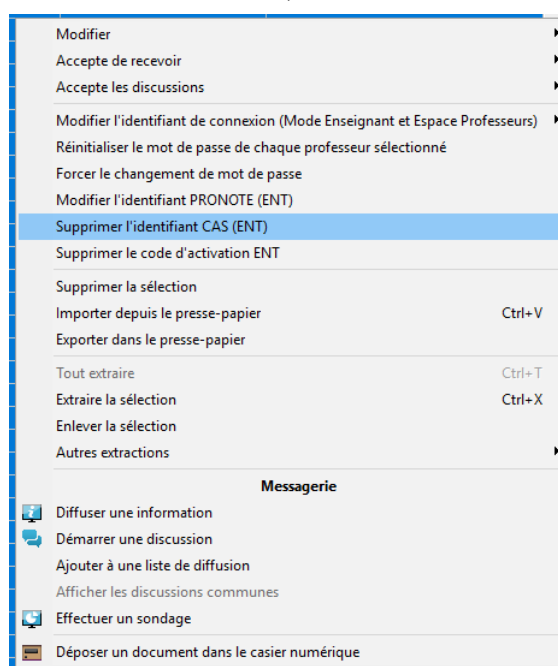 Modifier
Accepte de recevoir
Accepte les discussions
Modifier l'identifiant de connexion (Mode Enseignant et Espace Professeurs)
Réinitialiser le mot de passe de chaque professeur sélectionné
Forcer le changement de mot de passe
Modifier l'identifiant PRONOTE (ENT)
Supprimer l'identifiant CAS (ENT)
Supprimer le code d'activation ENT
Supprimer la sélection
Importer depuis le presse-papier Ctrl+V
Exporter dans le presse-papier
Tout extraire Ctrl+T
Extraire la sélection Ctrl+X
Enlever la sélection
Autres extractions
Messagerie
Diffuser une information
Démarrer une discussion
Ajouter à une liste de diffusion
Afficher les discussions communes
Effectuer un sondage
Déposer un document dans le casier numérique